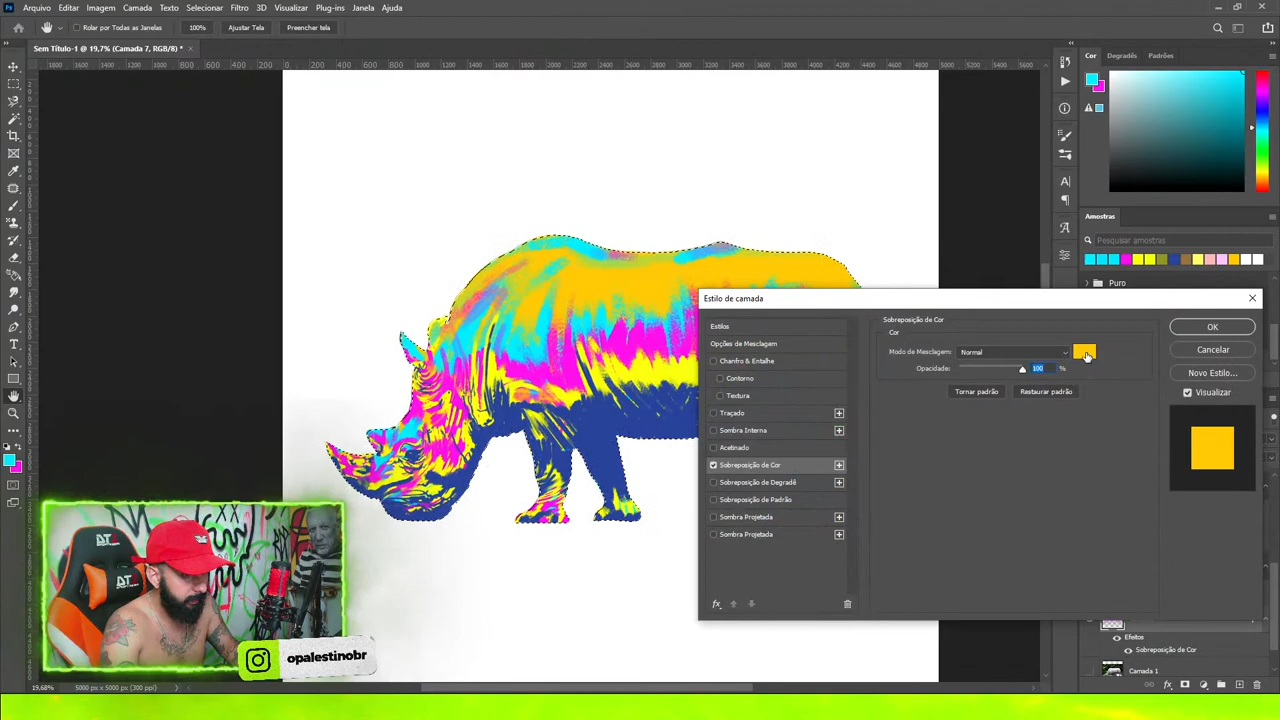 Ps Arquivo Editar Imagem Camada Texto Selecionar Filtro 3D Visualizar Plug-ins Janela Ajuda
Rolar por Todas as Janelas 100% Ajustar Tela Preencher tela
Sem Título-1 @ 19,7% (Camada 7, RGB/8) *
Cor Degradês Padrões
Amostras
Pesquisar amostras
Puro
Estilo de camada
Estilos
Opções de Mesclagem
Chanfro & Entalhe
Contorno
Textura
Traçado
Sombra Interna
Acetinado
Sobreposição de Cor
Sobreposição de Degradê
Sobreposição de Padrão
Sombra Projetada
Sombra Projetada
fx
Sobreposição de Cor
Cor
Modo de Mesclagem: Normal
Opacidade: 100 %
Tornar padrão Restaurar padrão
OK
Cancelar
Novo Estilo...
Visualizar
Efeitos
Sobreposição de Cor
Camada 1
DT3
DT3
opalestinobr
19,68% 5000 px x 5000 px (300 ppi)